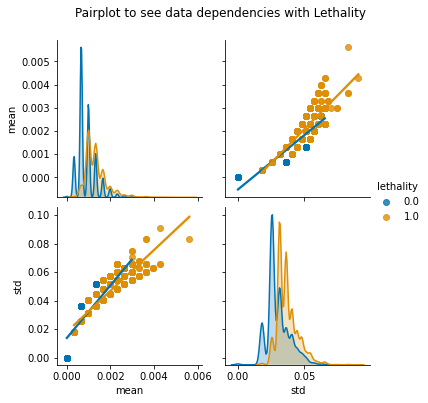 Pairplot to see data dependencies with Lethality
0.005
0.004
0.003
0.002
0.001
0.000
mean
lethality
0.0
1.0
0.10
0.08
0.06
0.04
0.02
0.00
std
0.000 0.002 0.004 0.006
mean
0.00 0.05
std